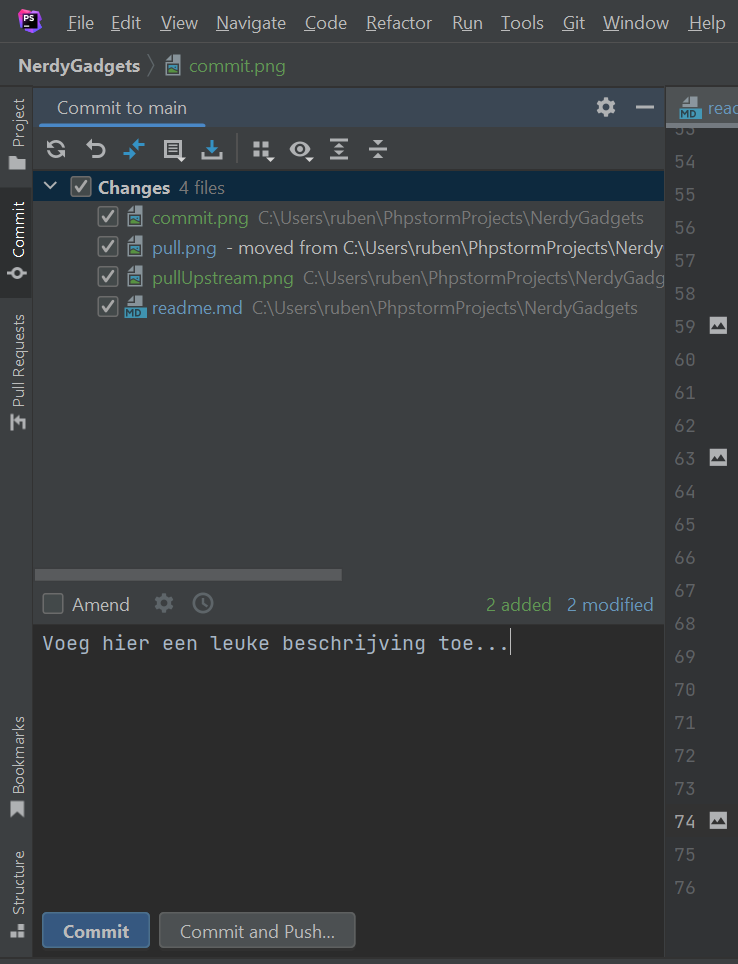 PS File Edit View Navigate Code Refactor Run Tools Git Window Help
NerdyGadgets commit.png
Project
Commit
Pull Requests
Bookmarks
Structure
Commit to main
Changes 4 files
commit.png C:\Users\ruben\PhpstormProjects\NerdyGadgets
pull.png - moved from C:\Users\ruben\PhpstormProjects\Nerdy
pullUpstream.png C:\Users\ruben\PhpstormProjects\NerdyGadg
MD readme.md C:\Users\ruben\PhpstormProjects\NerdyGadgets
Amend 2 added 2 modified
Voeg hier een leuke beschrijving toe...
Commit Commit and Push...
MD reac
53
54
55
56
57
58
59
60
61
62
63
64
65
66
67
68
69
70
71
72
73
74
75
76